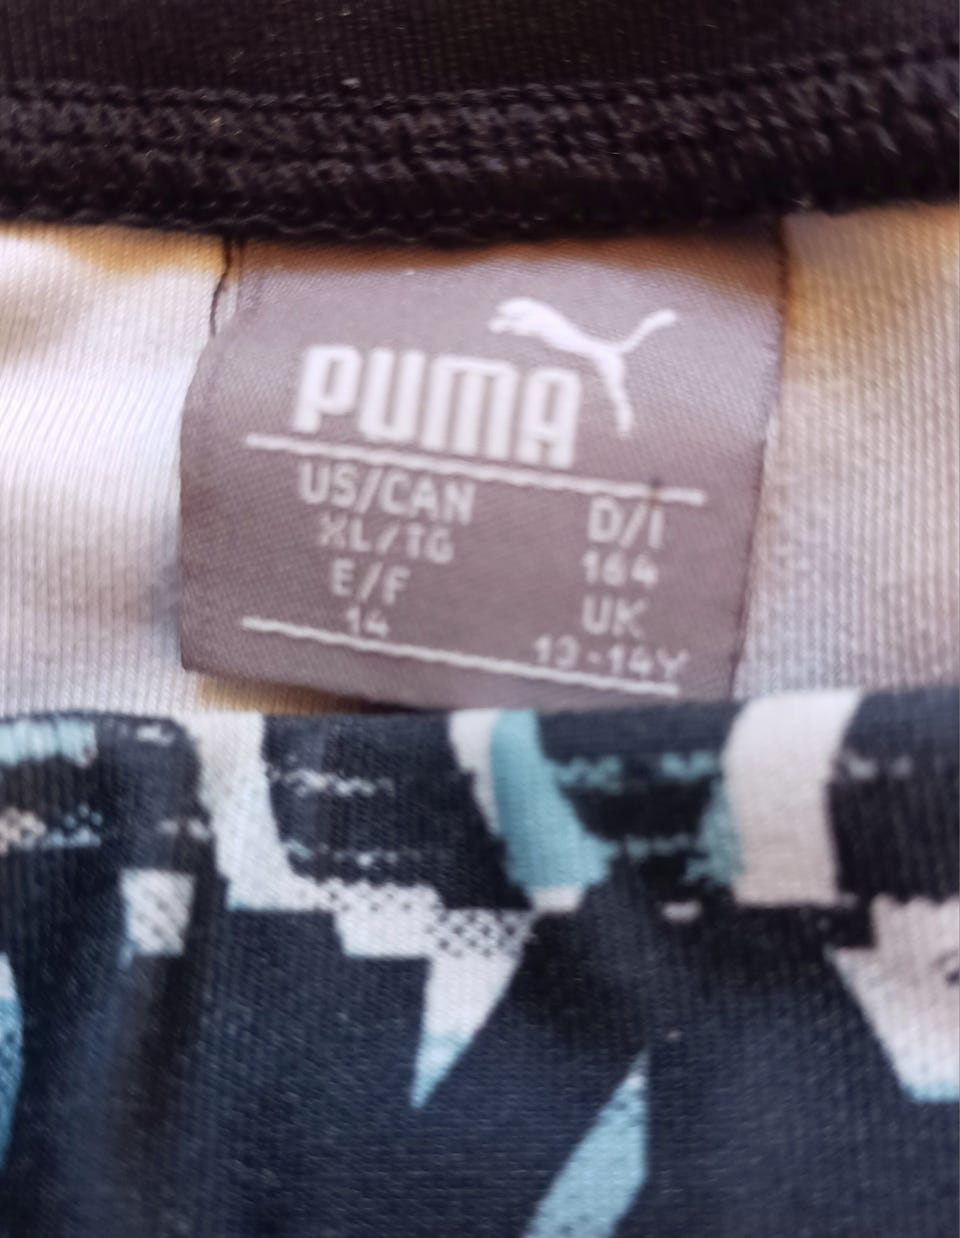 PUMA
US/CAN
XL/TG
E/F
14
D/I
164
UK
13-14Y